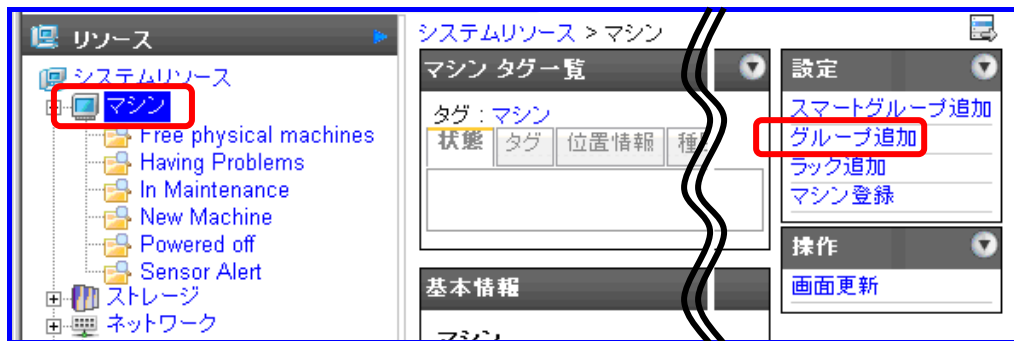 リソース
システムリソース
マシン
Free physical machines
Having Problems
In Maintenance
New Machine
Powered off
Sensor Alert
ストレージ
ネットワーク
システムリソース > マシン
マシン タグ一覧
タグ : マシン
状態 タグ 位置情報 種
基本情報
マシン
設定
スマートグループ追加
グループ追加
ラック追加
マシン登録
操作
画面更新